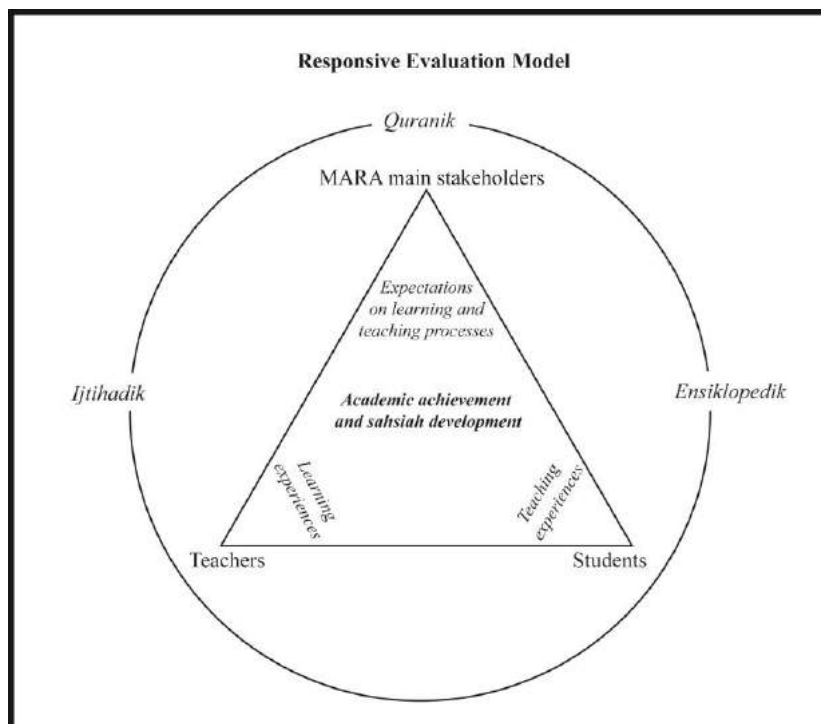 Responsive Evaluation Model
Quranik
MARA main stakeholders
Expectations
on learning and
teaching processes
Ijtihadik
Ensiklopedik
Academic achievement
and sahsiah development
Learning
experiences
Teaching
experiences
Teachers
Students